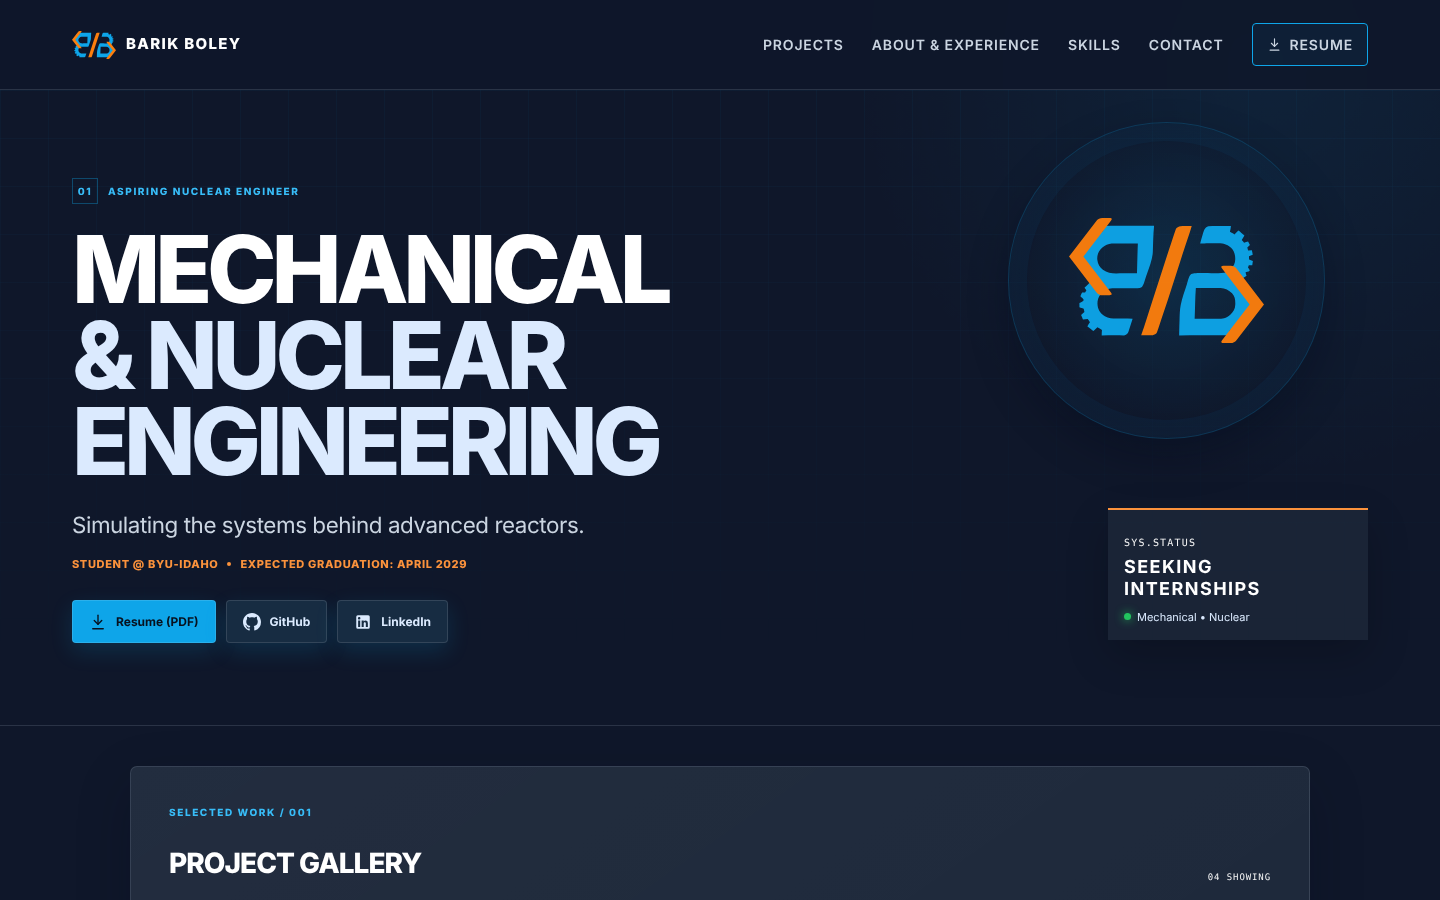 BARIK BOLEY
PROJECTS
ABOUT & EXPERIENCE
SKILLS
CONTACT
RESUME
01 ASPIRING NUCLEAR ENGINEER
MECHANICAL
& NUCLEAR
ENGINEERING
Simulating the systems behind advanced reactors.
STUDENT @ BYU-IDAHO • EXPECTED GRADUATION: APRIL 2029
Resume (PDF)
GitHub
LinkedIn
SYS.STATUS
SEEKING
INTERNSHIPS
Mechanical • Nuclear
SELECTED WORK / 001
PROJECT GALLERY
04 SHOWING